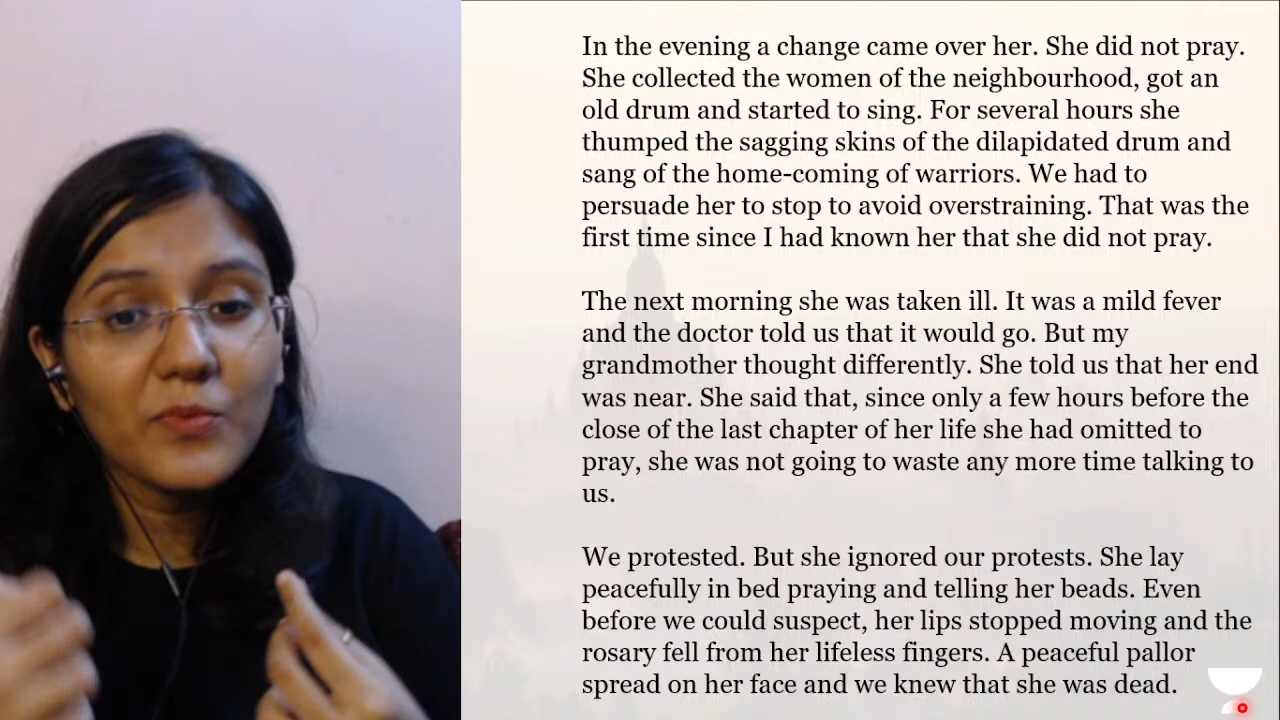 In the evening a change came over her. She did not pray.
She collected the women of the neighbourhood, got an
old drum and started to sing. For several hours she
thumped the sagging skins of the dilapidated drum and
sang of the home-coming of warriors. We had to
persuade her to stop to avoid overstraining. That was the
first time since I had known her that she did not pray.
The next morning she was taken ill. It was a mild fever
and the doctor told us that it would go. But my
grandmother thought differently. She told us that her end
was near. She said that, since only a few hours before the
close of the last chapter of her life she had omitted to
pray, she was not going to waste any more time talking to
us.
We protested. But she ignored our protests. She lay
peacefully in bed praying and telling her beads. Even
before we could suspect, her lips stopped moving and the
rosary fell from her lifeless fingers. A peaceful pallor
spread on her face and we knew that she was dead.